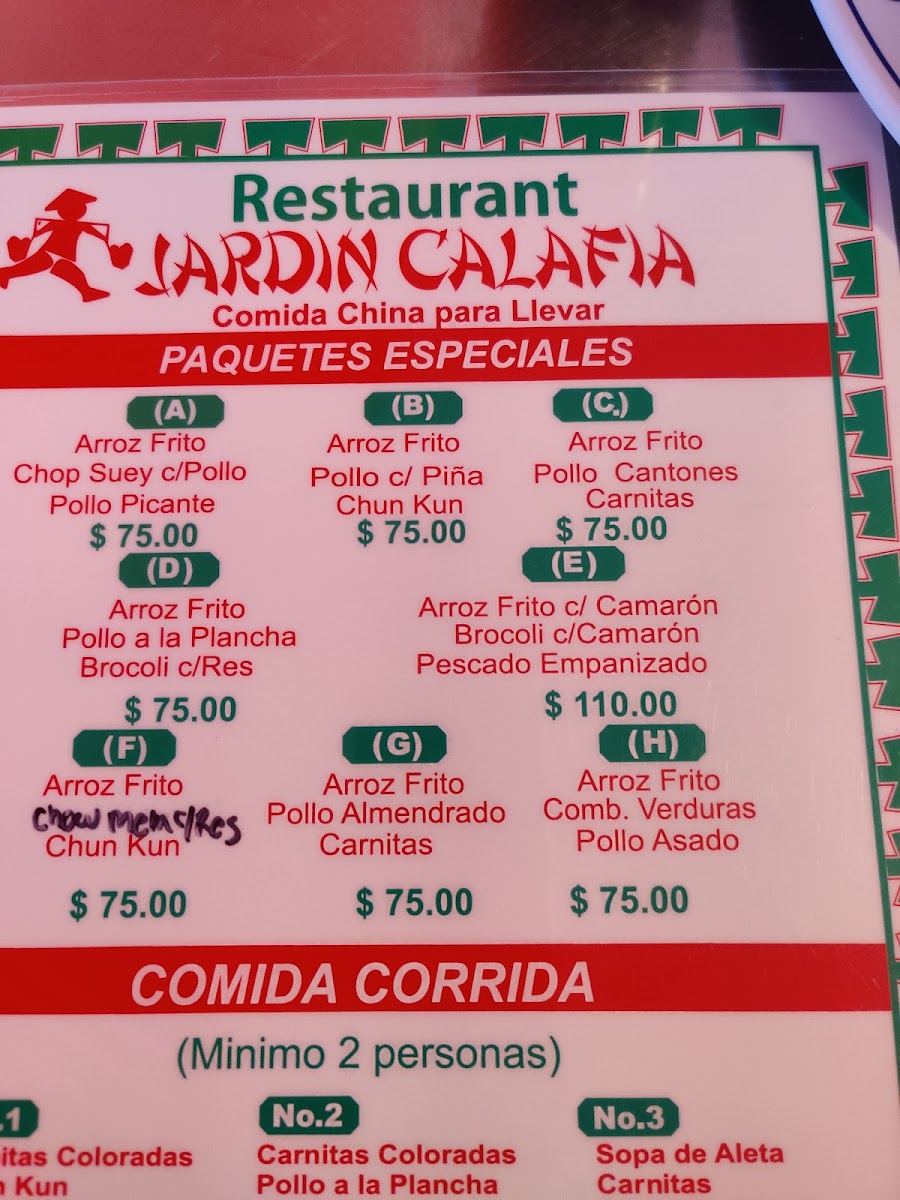 Restaurant
JARDIN CALAFIA
Comida China para Llevar
PAQUETES ESPECIALES
(A)
Arroz Frito
Chop Suey c/Pollo
Pollo Picante
$ 75.00
(B)
Arroz Frito
Pollo c/ Piña
Chun Kun
$ 75.00
(C.)
Arroz Frito
Pollo Cantones
Carnitas
$ 75.00
(D)
Arroz Frito
Pollo a la Plancha
Brocoli c/Res
$ 75.00
(E)
Arroz Frito c/ Camarón
Brocoli c/Camarón
Pescado Empanizado
$ 110.00
(F)
Arroz Frito
chow mein c/Res
Chun Kun
$ 75.00
(G)
Arroz Frito
Pollo Almendrado
Carnitas
$ 75.00
(H)
Arroz Frito
Comb. Verduras
Pollo Asado
$ 75.00
COMIDA CORRIDA
(Minimo 2 personas)
.1
itas Coloradas
n Kun
No.2
Carnitas Coloradas
Pollo a la Plancha
No.3
Sopa de Aleta
Carnitas